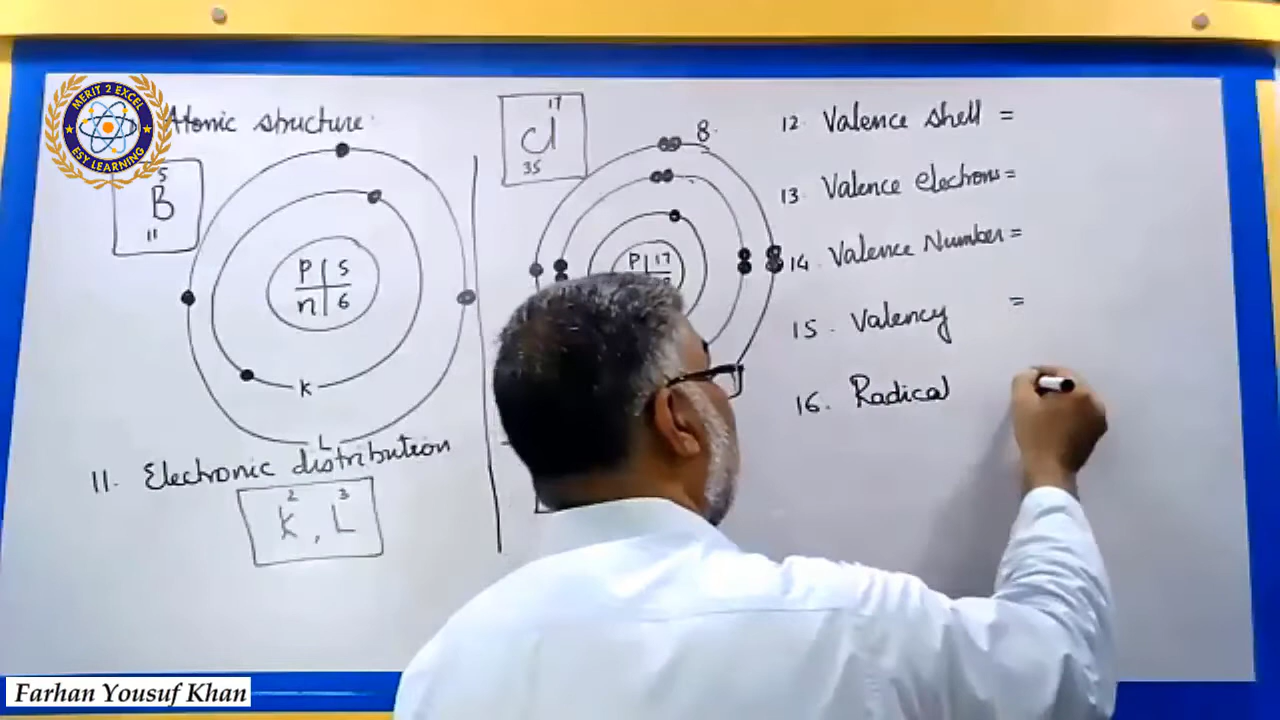 MERIT 2 EXCEL
ESY LEARNING
Atomic structure:
5
B
11
P 5
n 6
K
L
11. Electronic distribution
2 3
K, L
17
Cl
35
8
P 17
12 Valence shell =
13 Valence electrons =
14. Valence Number =
15. Valency =
16. Radical
Farhan Yousuf Khan